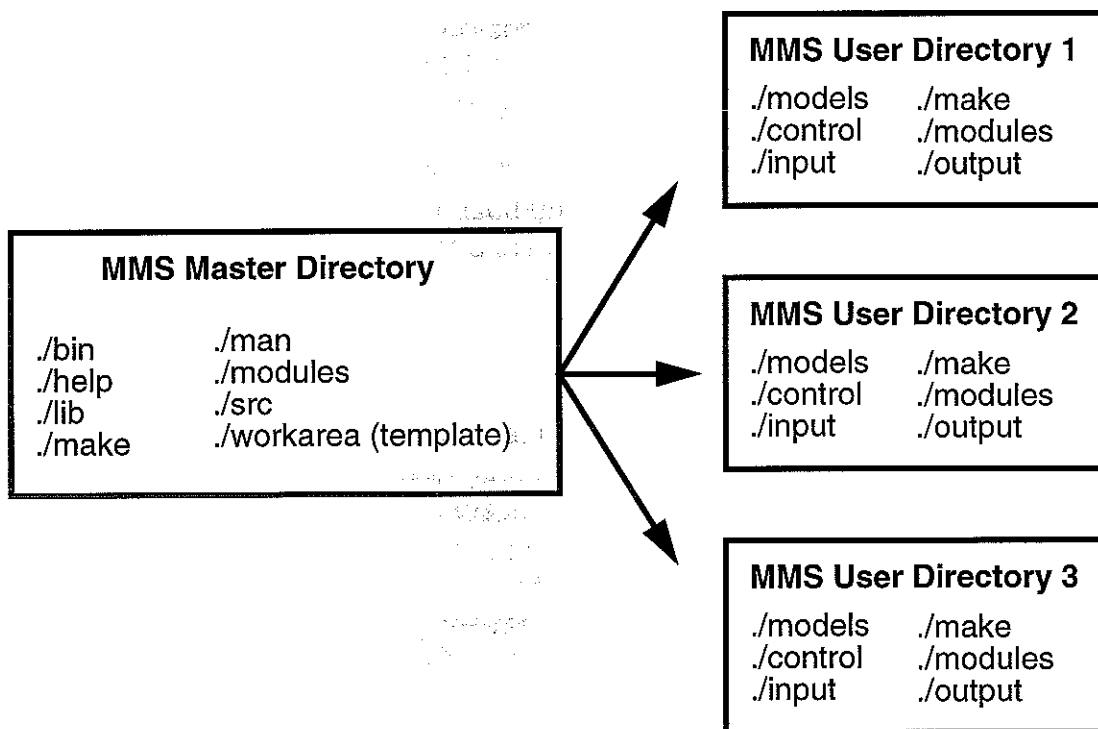 MMS Master Directory
./bin
./help
./lib
./make
./man
./modules
./src
./workarea (template)
MMS User Directory 1
./models ./make
./control ./modules
./input ./output
MMS User Directory 2
./models ./make
./control ./modules
./input ./output
MMS User Directory 3
./models ./make
./control ./modules
./input ./output